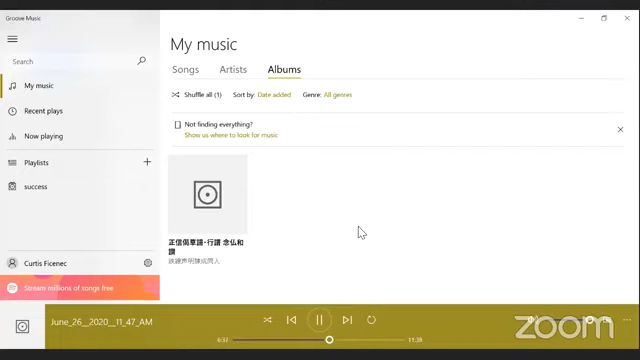 Groove Music
My music
Search
Songs
Artists
Albums
My music
Shuffle all (1)
Sort by: Date added
Genre: All genres
Recent plays
Not finding everything?
Show us where to look for music
Now playing
Playlists
success
正信偈草譜･行譜 念仏和
讃
Curtis Ficenec
Stream millions of songs free
June_26__2020__11_47_AM
6:32
11:28
zoom